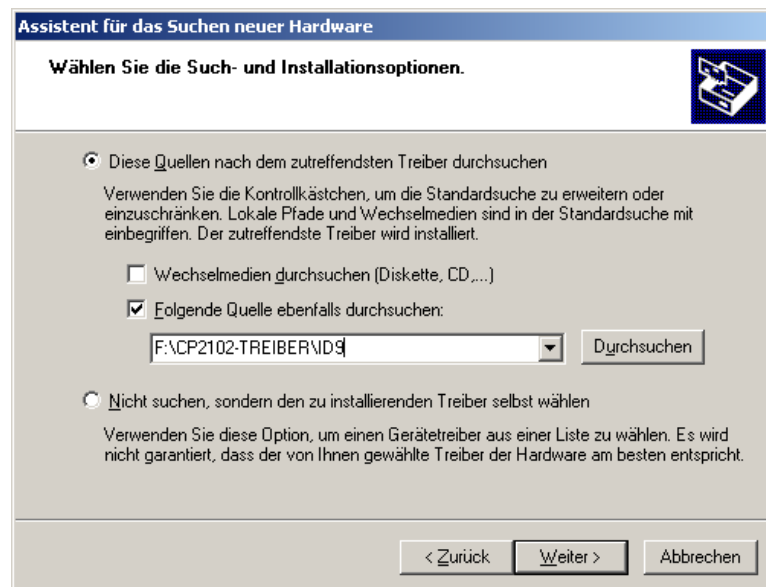 Assistent für das Suchen neuer Hardware
Wählen Sie die Such- und Installationsoptionen.
Diese Quellen nach dem zutreffendsten Treiber durchsuchen
Verwenden Sie die Kontrollkästchen, um die Standardsuche zu erweitern oder
einzuschränken. Lokale Pfade und Wechselmedien sind in der Standardsuche mit
einbegriffen. Der zutreffendste Treiber wird installiert.
Wechselmedien durchsuchen (Diskette, CD,...)
Folgende Quelle ebenfalls durchsuchen:
F:\CP2102-TREIBER\ID9
Durchsuchen
Nicht suchen, sondern den zu installierenden Treiber selbst wählen
Verwenden Sie diese Option, um einen Gerätetreiber aus einer Liste zu wählen. Es wird
nicht garantiert, dass der von Ihnen gewählte Treiber der Hardware am besten entspricht.
< Zurück
Weiter >
Abbrechen